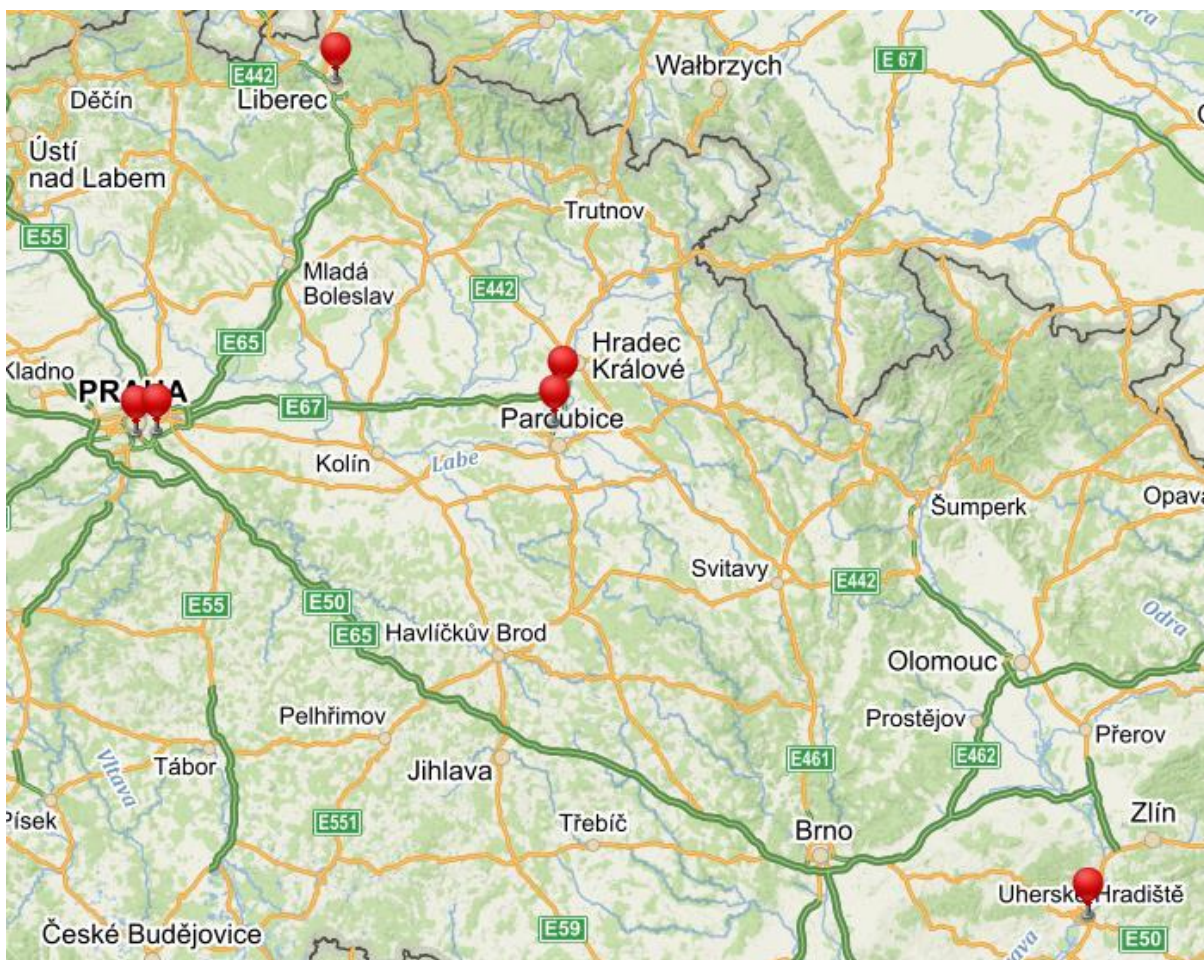 Wałbrzych
E 67
E442
Děčín
Liberec
Ústí
nad Labem
Trutnov
E55
Mladá
Boleslav
E442
E65
Hradec
Králové
Kladno
PRAHA
E67
Pardubice
Kolín
Labe
Šumperk
Opava
Svitavy
E442
E55
E50
E65
Havlíčkův Brod
Odra
Olomouc
Pelhřimov
Prostějov
Přerov
Vltava
Tábor
Jihlava
E461
E462
Písek
E551
Třebíč
Brno
Zlín
Uherské Hradiště
České Budějovice
E59
E50